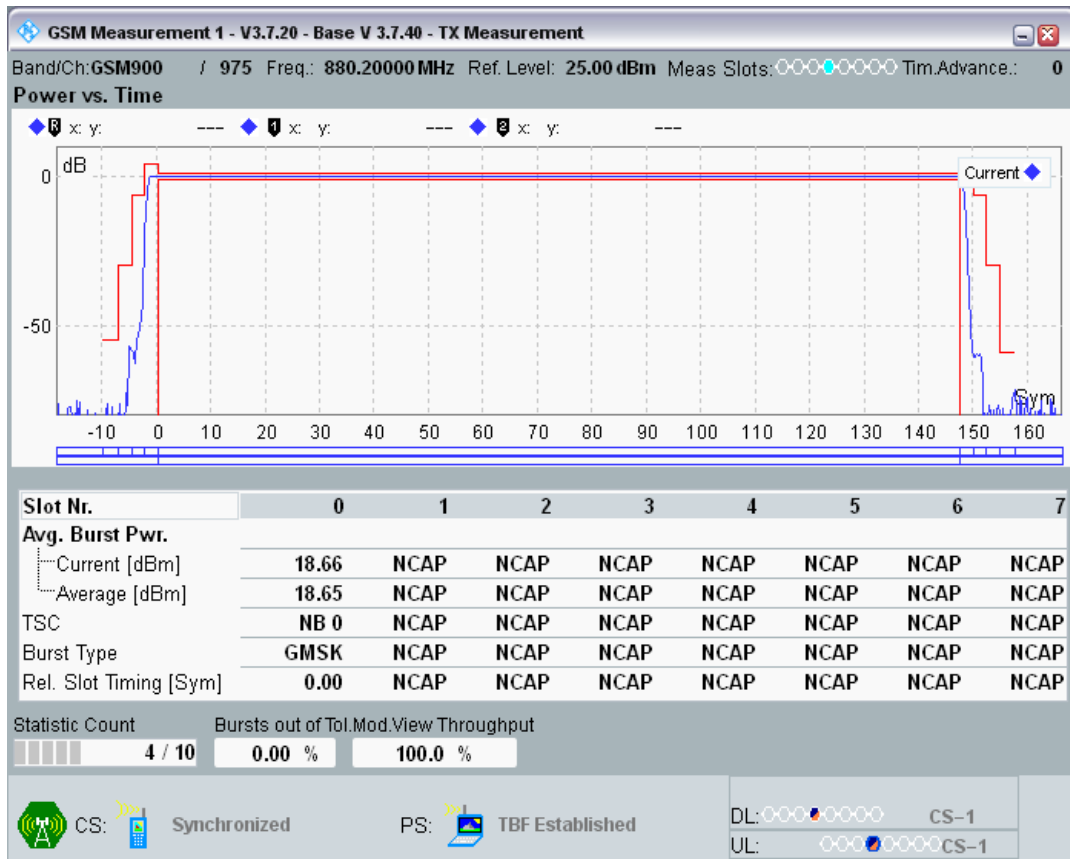 GSM Measurement 1 - V3.7.20 - Base V 3.7.40 - TX Measurement
Band/Ch:GSM900 / 975 Freq.: 880.20000 MHz Ref. Level: 25.00 dBm Meas Slots: Tim.Advance.: 0
Power vs. Time
R x: y: --- 1 x: y: --- 2 x: y: ---
dB
Current
0
-50
Sym
-10 0 10 20 30 40 50 60 70 80 90 100 110 120 130 140 150 160
Slot Nr. 0 1 2 3 4 5 6 7
Avg. Burst Pwr.
Current [dBm] 18.66 NCAP NCAP NCAP NCAP NCAP NCAP NCAP
Average [dBm] 18.65 NCAP NCAP NCAP NCAP NCAP NCAP NCAP
TSC NB 0 NCAP NCAP NCAP NCAP NCAP NCAP NCAP
Burst Type GMSK NCAP NCAP NCAP NCAP NCAP NCAP NCAP
Rel. Slot Timing [Sym] 0.00 NCAP NCAP NCAP NCAP NCAP NCAP NCAP
Statistic Count Bursts out of Tol.Mod.View Throughput
4 / 10 0.00 % 100.0 %
CS: Synchronized PS: TBF Established DL: CS-1
UL: CS-1